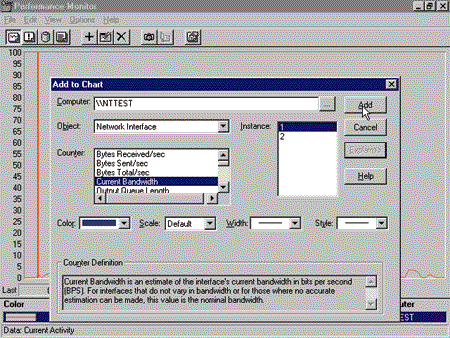 Performance Monitor
File Edit View Options Help
100
95
90
85
80
75
70
65
60
55
50
45
40
35
30
25
20
15
10
5
0
Add to Chart
Computer: \\NTTEST ... Add
Object: Network Interface Instance: 1 Cancel
2
Counter: Bytes Received/sec
Bytes Sent/sec
Bytes Total/sec
Current Bandwidth
Output Queue Length
Explain>>
Help
Color: Scale: Default Width: Style:
Counter Definition
Current Bandwidth is an estimate of the interface's current bandwidth in bits per second
(BPS). For interfaces that do not vary in bandwidth or for those where no accurate
estimation can be made, this value is the nominal bandwidth.
Last
Color
Data: Current Activity